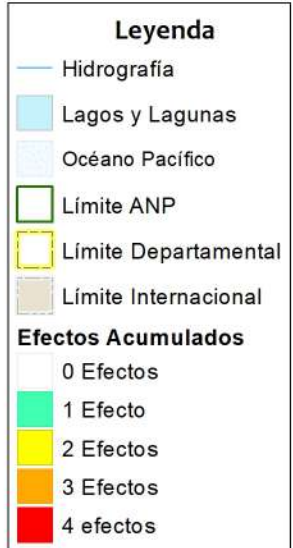 Leyenda
Hidrografía
Lagos y Lagunas
Océano Pacífico
Límite ANP
Límite Departamental
Límite Internacional
Efectos Acumulados
0 Efectos
1 Efecto
2 Efectos
3 Efectos
4 efectos